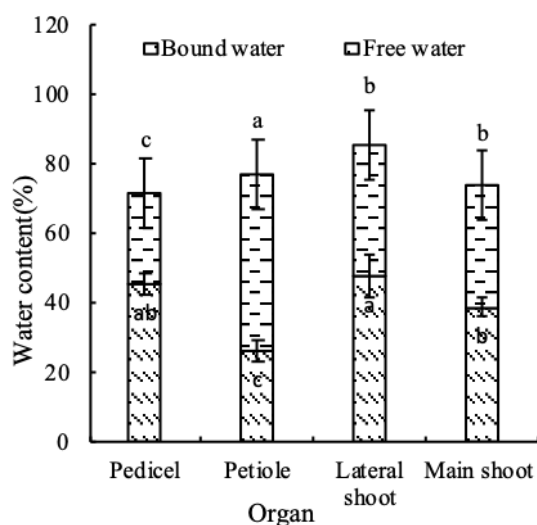 120
Bound water
Free water
100
b
a
c
b
80
60
40
ab
a
b
c
20
0
Water content(%)
Pedicel
Petiole
Lateral
shoot
Main shoot
Organ